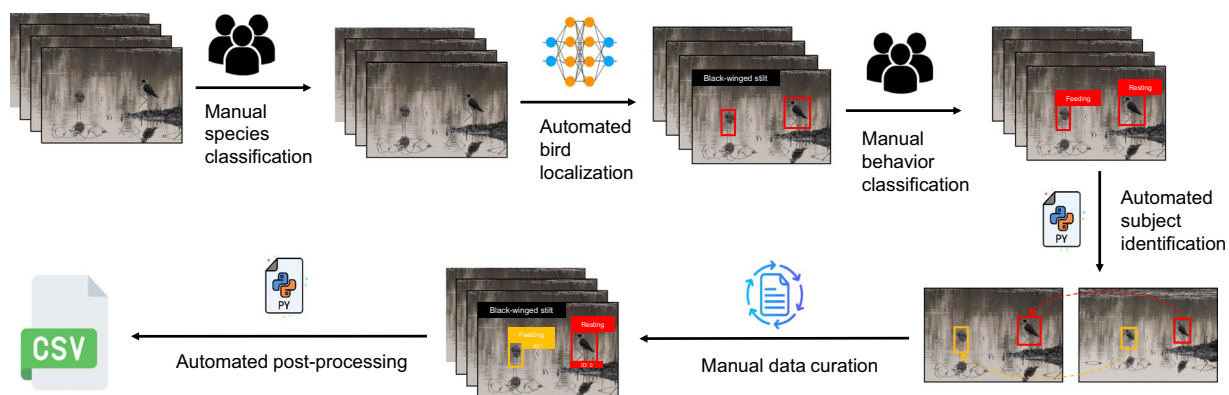 Manual
species
classification
Automated
bird
localization
Black-winged stilt
Manual
behavior
classification
Feeding
Resting
PY
Automated
subject
identification
Manual data curation
Black-winged stilt
Feeding
ID: 1
Resting
ID: 0
PY
Automated post-processing
CSV